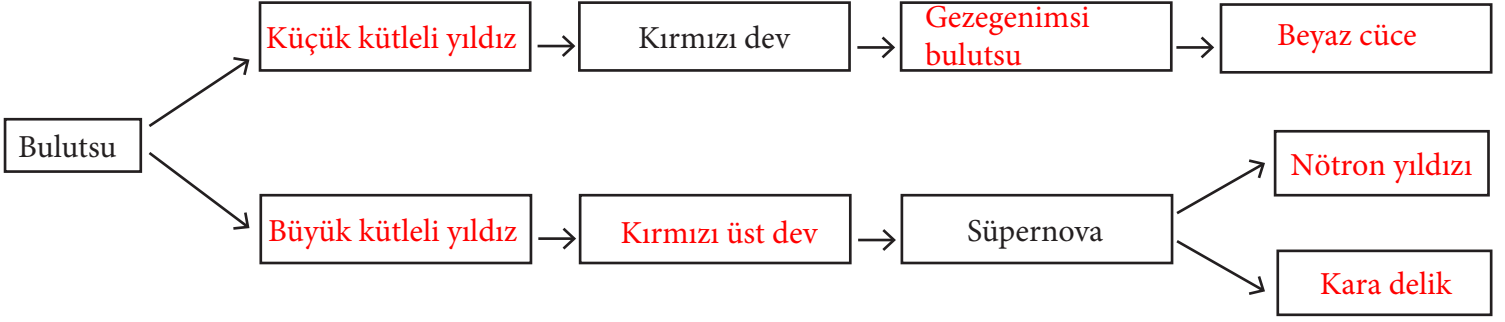 Küçük kütleli yıldız
Kırmızı dev
Gezegenimsi
bulutsu
Beyaz cüce
Bulutsu
Büyük kütleli yıldız
Kırmızı üst dev
Süpernova
Nötron yıldızı
Kara delik